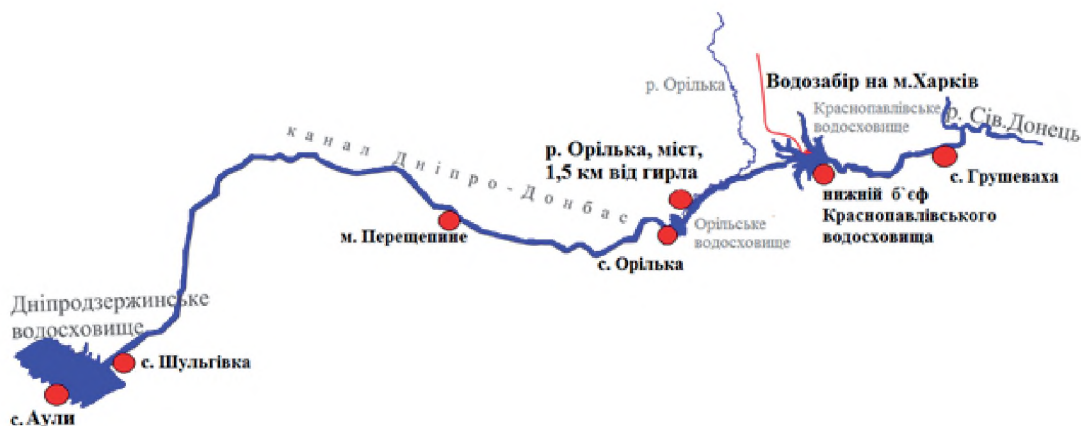 Водозабір на м.Харків
р. Орілька
Краснопавлівське
водосховище
р. Сів.Донець
канал Дніпро-Донбас
р. Орілька, міст,
1,5 км від гирла
с. Грушеваха
нижній б`єф
Краснопавлівського
водосховища
м. Перещепине
Орільське
водосховище
с. Орілька
Дніпродзержинське
водосховище
с. Шульгівка
с. Аули